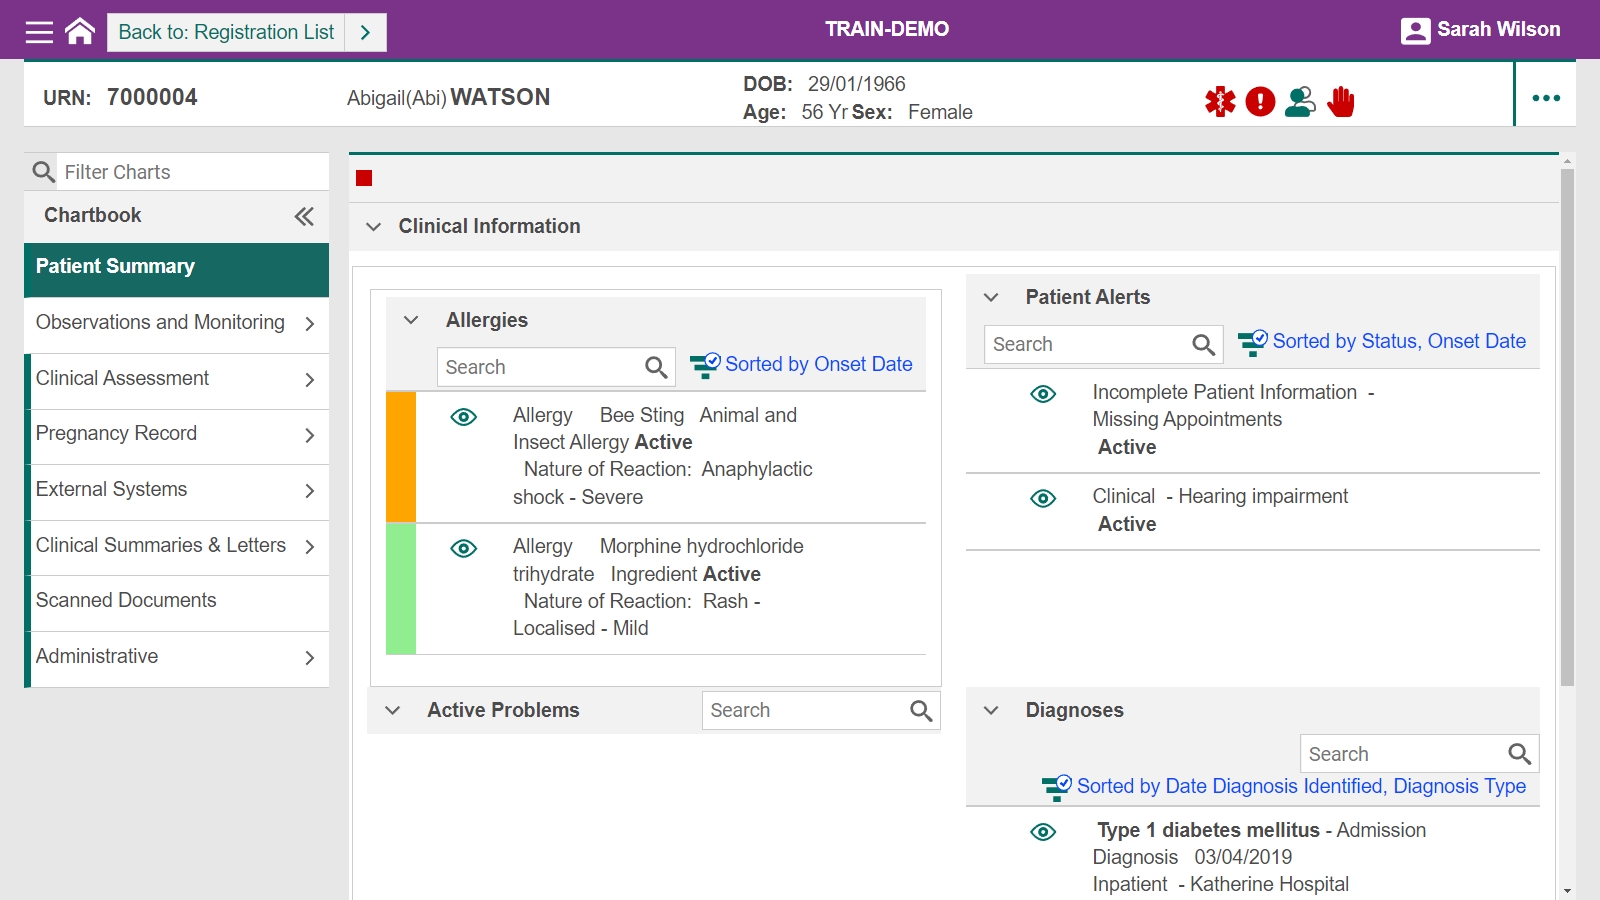 Back to: Registration List
TRAIN-DEMO
Sarah Wilson
URN: 7000004
Abigail(Abi) WATSON
DOB: 29/01/1966
Age: 56 Yr Sex: Female
Filter Charts
Chartbook
Patient Summary
Observations and Monitoring
Clinical Assessment
Pregnancy Record
External Systems
Clinical Summaries & Letters
Scanned Documents
Administrative
Clinical Information
Allergies
Search
Sorted by Onset Date
Allergy Bee Sting Animal and
Insect Allergy Active
Nature of Reaction: Anaphylactic
shock - Severe
Allergy Morphine hydrochloride
trihydrate Ingredient Active
Nature of Reaction: Rash -
Localised - Mild
Patient Alerts
Search
Sorted by Status, Onset Date
Incomplete Patient Information -
Missing Appointments
Active
Clinical - Hearing impairment
Active
Active Problems
Search
Diagnoses
Search
Sorted by Date Diagnosis Identified, Diagnosis Type
Type 1 diabetes mellitus - Admission
Diagnosis 03/04/2019
Inpatient - Katherine Hospital